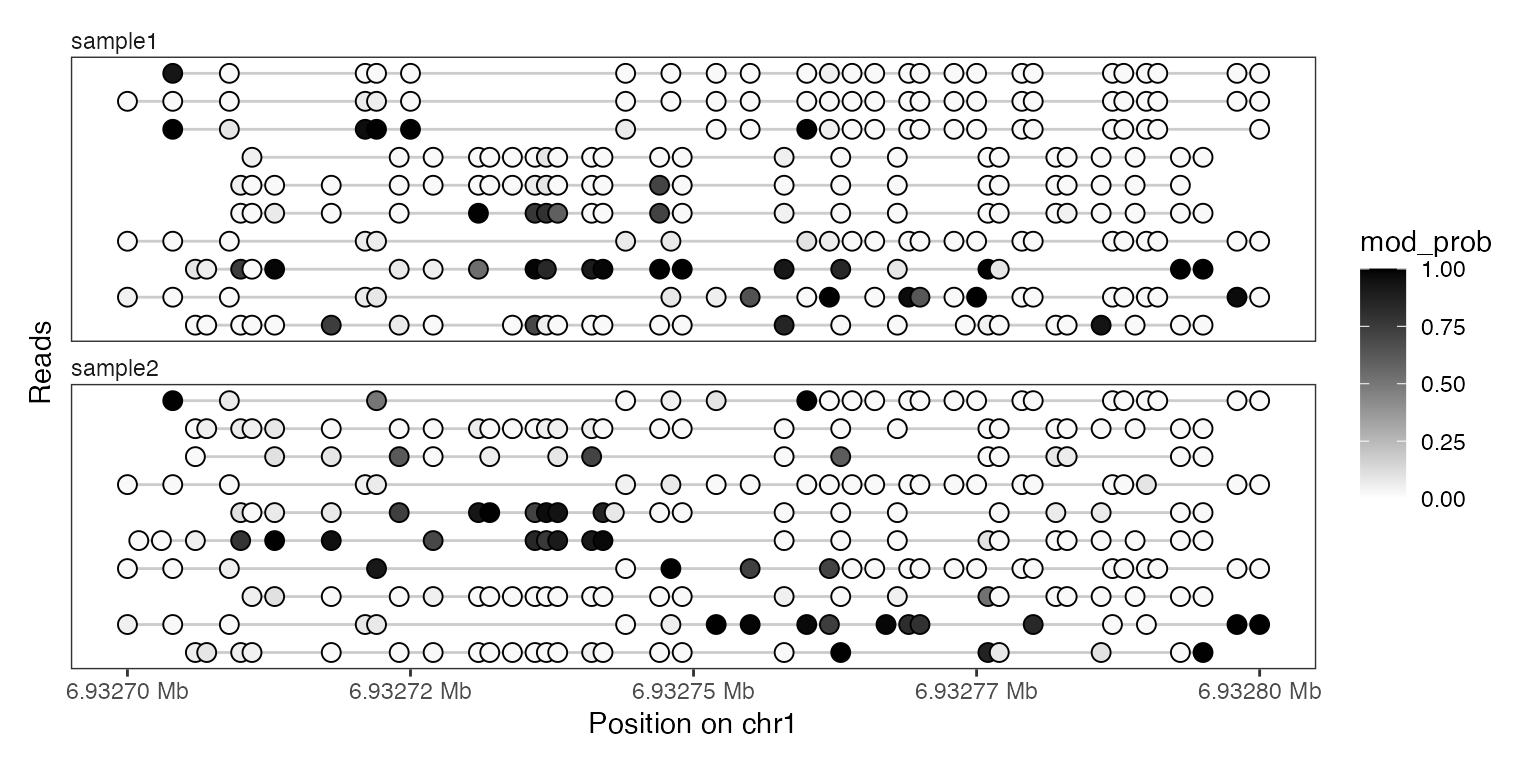 sample1
sample2
Reads
6.93270 Mb
6.93272 Mb
6.93275 Mb
6.93277 Mb
6.93280 Mb
Position on chr1
mod_prob
1.00
0.75
0.50
0.25
0.00